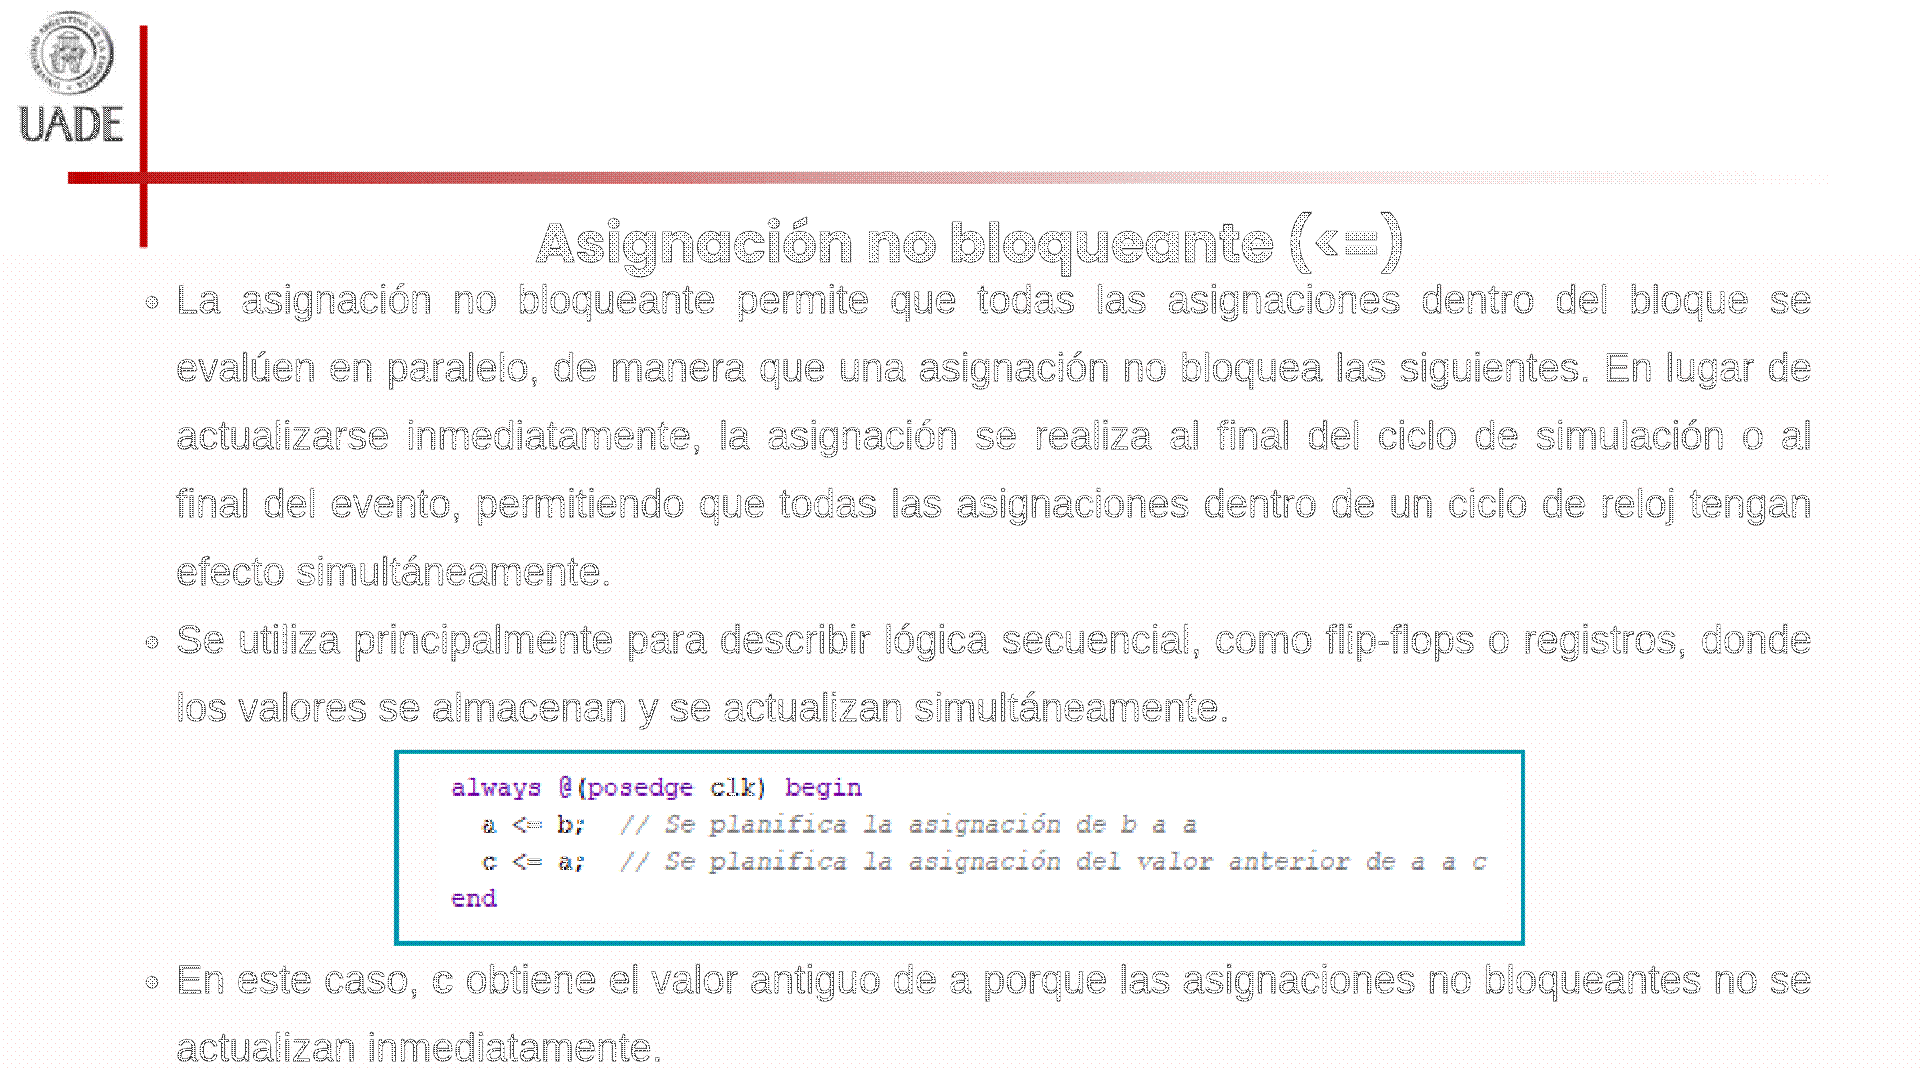 UADE
Asignación no bloqueante (<=)
• La asignación no bloqueante permite que todas las asignaciones dentro del bloque se
evalúen en paralelo, de manera que una asignación no bloquea las siguientes. En lugar de
actualizarse inmediatamente, la asignación se realiza al final del ciclo de simulación o al
final del evento, permitiendo que todas las asignaciones dentro de un ciclo de reloj tengan
efecto simultáneamente.
• Se utiliza principalmente para describir lógica secuencial, como flip-flops o registros, donde
los valores se almacenan y se actualizan simultáneamente.
always @(posedge clk) begin
  a <= b;  // Se planifica la asignación de b a a
  c <= a;  // Se planifica la asignación del valor anterior de a a c
end
• En este caso, c obtiene el valor antiguo de a porque las asignaciones no bloqueantes no se
actualizan inmediatamente.